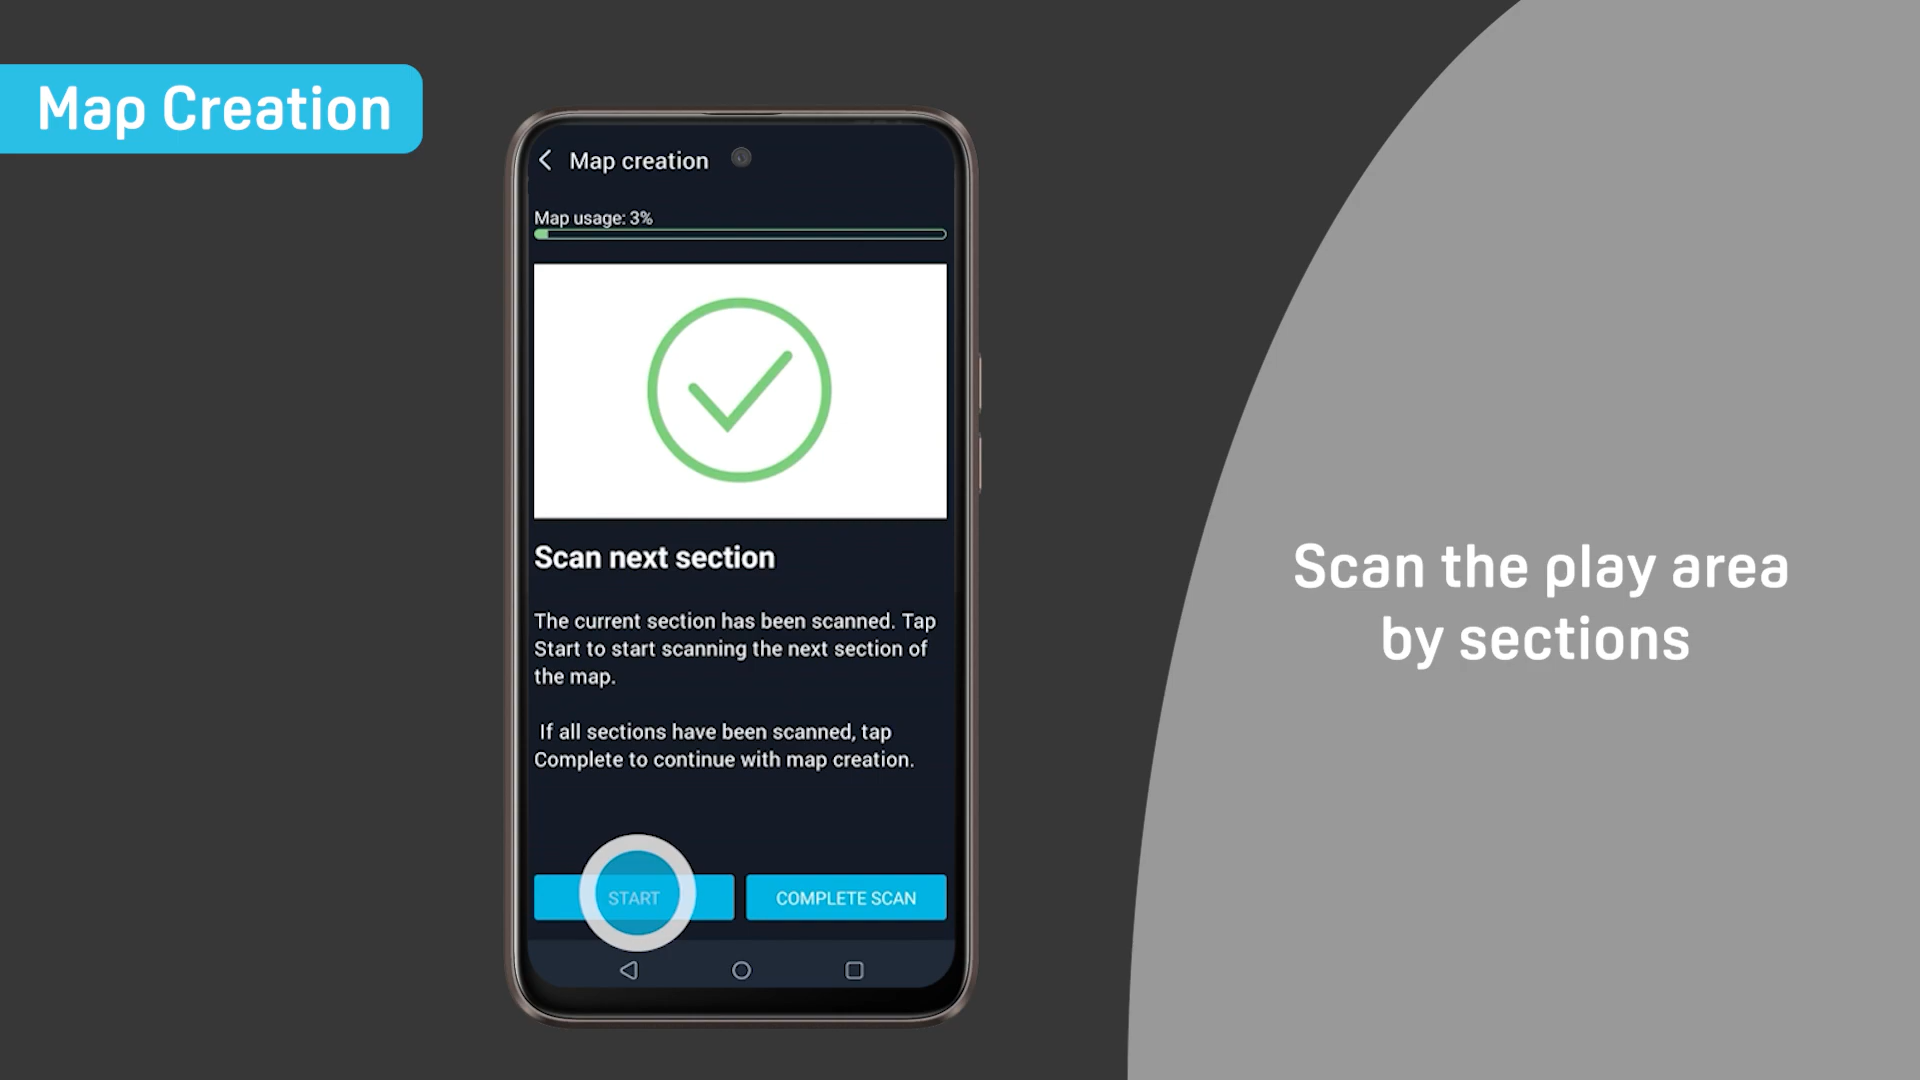 Map Creation
Map creation
Map usage: 3%
Scan next section
The current section has been scanned. Tap
Start to start scanning the next section of
the map.
If all sections have been scanned, tap
Complete to continue with map creation.
START
COMPLETE SCAN
Scan the play area
by sections